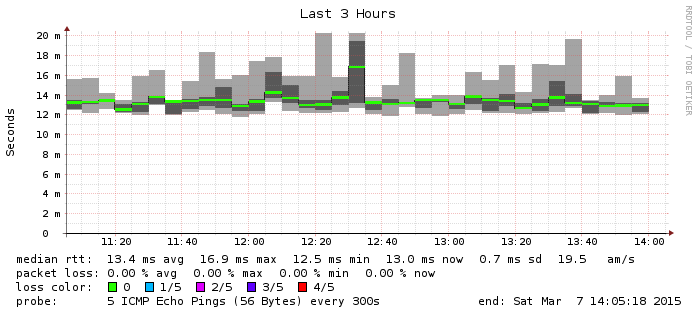 Last 3 Hours
RRDTOOL / TOBI OETIKER
Seconds
20 m
18 m
16 m
14 m
12 m
10 m
8 m
6 m
4 m
2 m
0
11:20 11:40 12:00 12:20 12:40 13:00 13:20 13:40 14:00
median rtt: 13.4 ms avg 16.9 ms max 12.5 ms min 13.0 ms now 0.7 ms sd 19.5 am/s
packet loss: 0.00 % avg 0.00 % max 0.00 % min 0.00 % now
loss color: 0 1/5 2/5 3/5 4/5
probe: 5 ICMP Echo Pings (56 Bytes) every 300s end: Sat Mar 7 14:05:18 2015